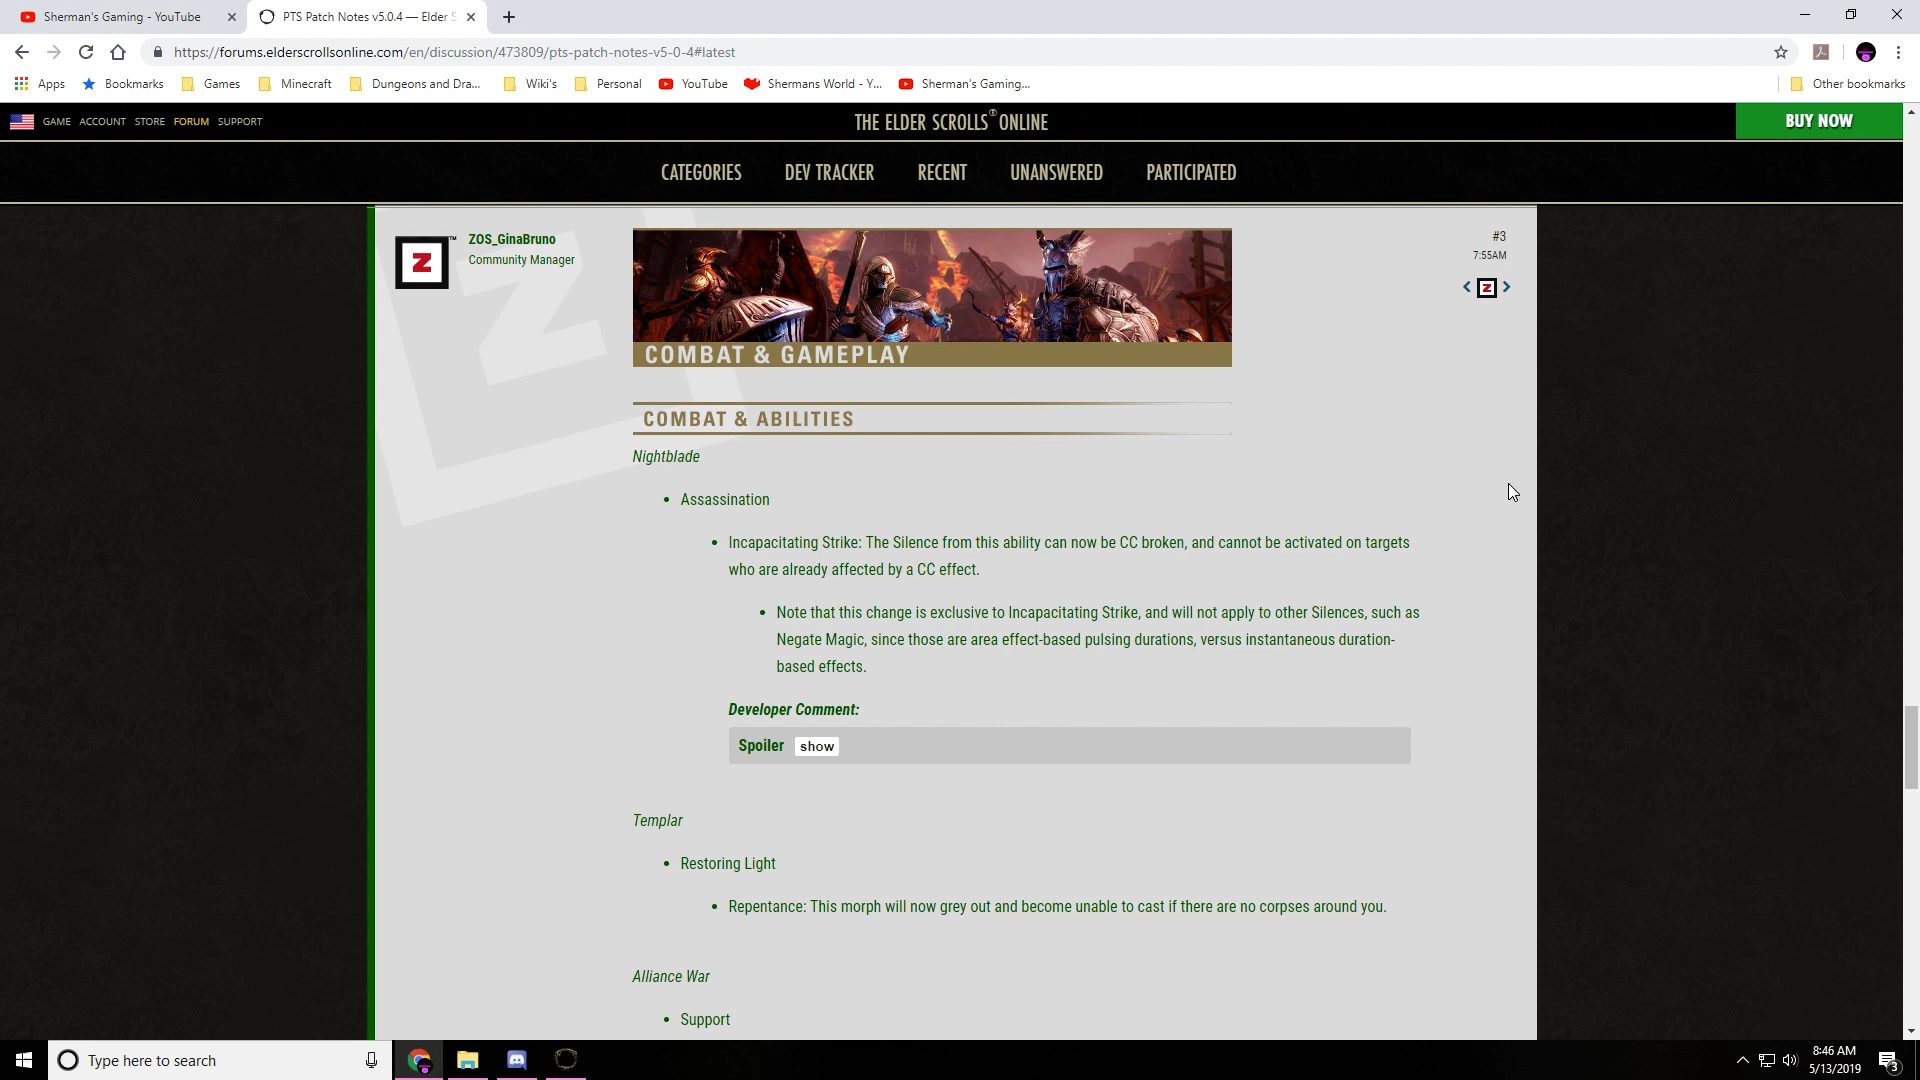 Sherman's Gaming - YouTube
PTS Patch Notes v5.0.4 — Elder S
https://forums.elderscrollsonline.com/en/discussion/473809/pts-patch-notes-v5-0-4#latest
Apps Bookmarks Games Minecraft Dungeons and Dra... Wiki's Personal YouTube Shermans World - Y... Sherman's Gaming... Other bookmarks
GAME ACCOUNT STORE FORUM SUPPORT
THE ELDER SCROLLS® ONLINE
BUY NOW
CATEGORIES DEV TRACKER RECENT UNANSWERED PARTICIPATED
Z™
ZOS_GinaBruno
Community Manager
#3
7:55AM
< Z >
COMBAT & GAMEPLAY
COMBAT & ABILITIES
Nightblade
• Assassination
• Incapacitating Strike: The Silence from this ability can now be CC broken, and cannot be activated on targets
who are already affected by a CC effect.
• Note that this change is exclusive to Incapacitating Strike, and will not apply to other Silences, such as
Negate Magic, since those are area effect-based pulsing durations, versus instantaneous duration-
based effects.
Developer Comment:
Spoiler show
Templar
• Restoring Light
• Repentance: This morph will now grey out and become unable to cast if there are no corpses around you.
Alliance War
• Support
Type here to search
8:46 AM
5/13/2019
3